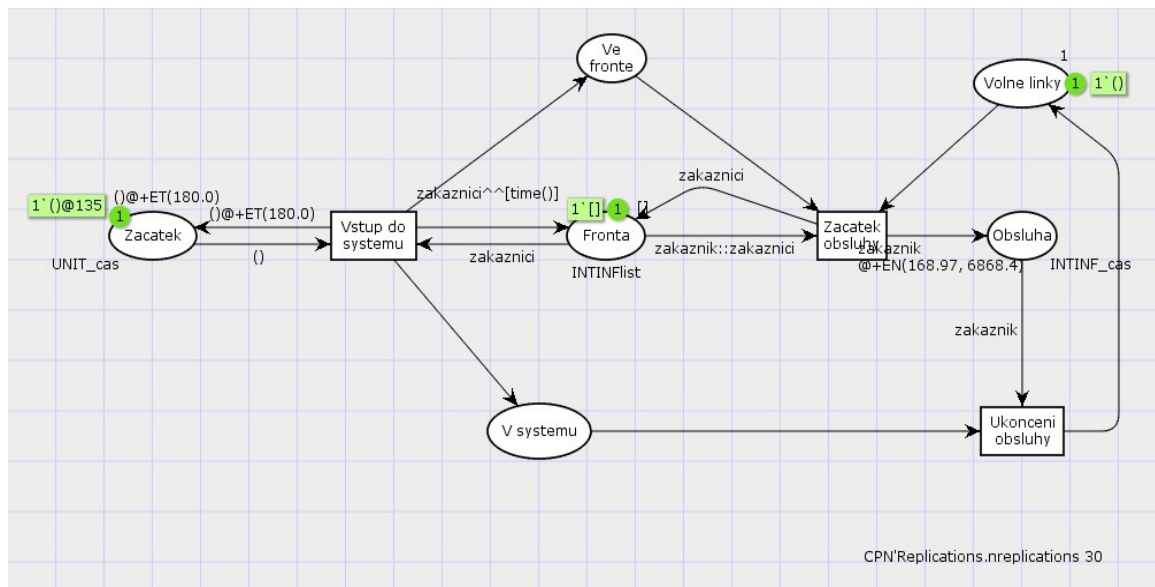 Ve
fronte
1
Volne linky
1
1`()
zakaznici
1`()@135
()@+ET(180.0)
1
()@+ET(180.0)
zakaznici^^[time()]
1`[]
1
[]
Zacatek
Vstup do
systemu
Fronta
Zacatek
obsluhy
Obsluha
UNIT_cas
()
zakaznici
INTINFlist
zakaznik::zakaznici
zakaznik
@+EN(168.97, 6868.4)
INTINF_cas
zakaznik
V systemu
Ukonceni
obsluhy
CPN'Replications.nreplications 30